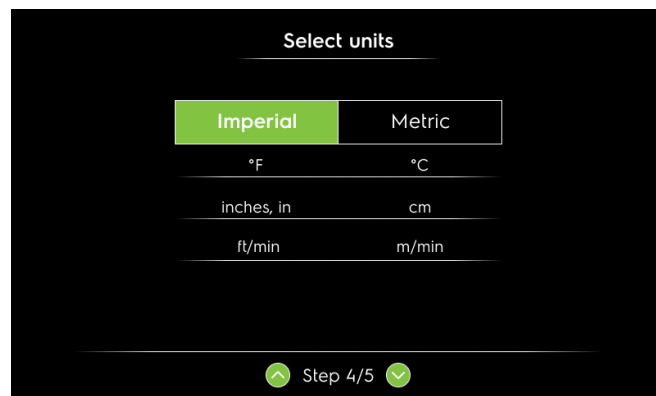 Select units
Imperial Metric
°F °C
inches, in cm
ft/min m/min
Step 4/5